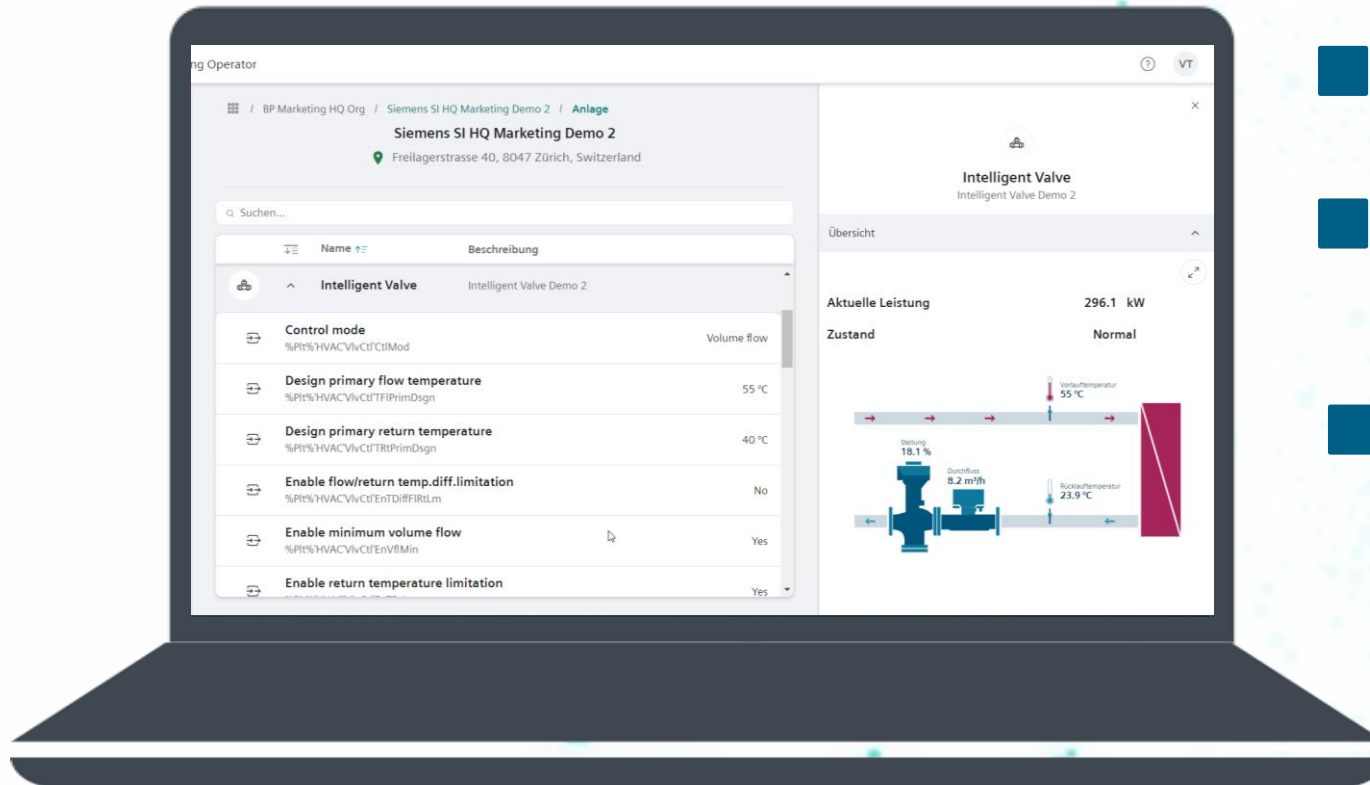 ng Operator
VT
/ BP Marketing HQ Org / Siemens SI HQ Marketing Demo 2 / Anlage
Siemens SI HQ Marketing Demo 2
Freilagerstrasse 40, 8047 Zürich, Switzerland
Suchen...
Name Beschreibung
Intelligent Valve Intelligent Valve Demo 2
Control mode Volume flow
%Plt%'HVAC'VlvCtl'CtlMod
Design primary flow temperature 55 °C
%Plt%'HVAC'VlvCtl'TFlPrimDsgn
Design primary return temperature 40 °C
%Plt%'HVAC'VlvCtl'TRtPrimDsgn
Enable flow/return temp.diff.limitation No
%Plt%'HVAC'VlvCtl'EnTDiffFlRtLm
Enable minimum volume flow Yes
%Plt%'HVAC'VlvCtl'EnVflMin
Enable return temperature limitation Yes
Intelligent Valve
Intelligent Valve Demo 2
Übersicht
Aktuelle Leistung 296.1 kW
Zustand Normal
Vorlauftemperatur
55 °C
Stellung
18.1 %
Durchfluss
8.2 m³/h
Rücklauftemperatur
23.9 °C